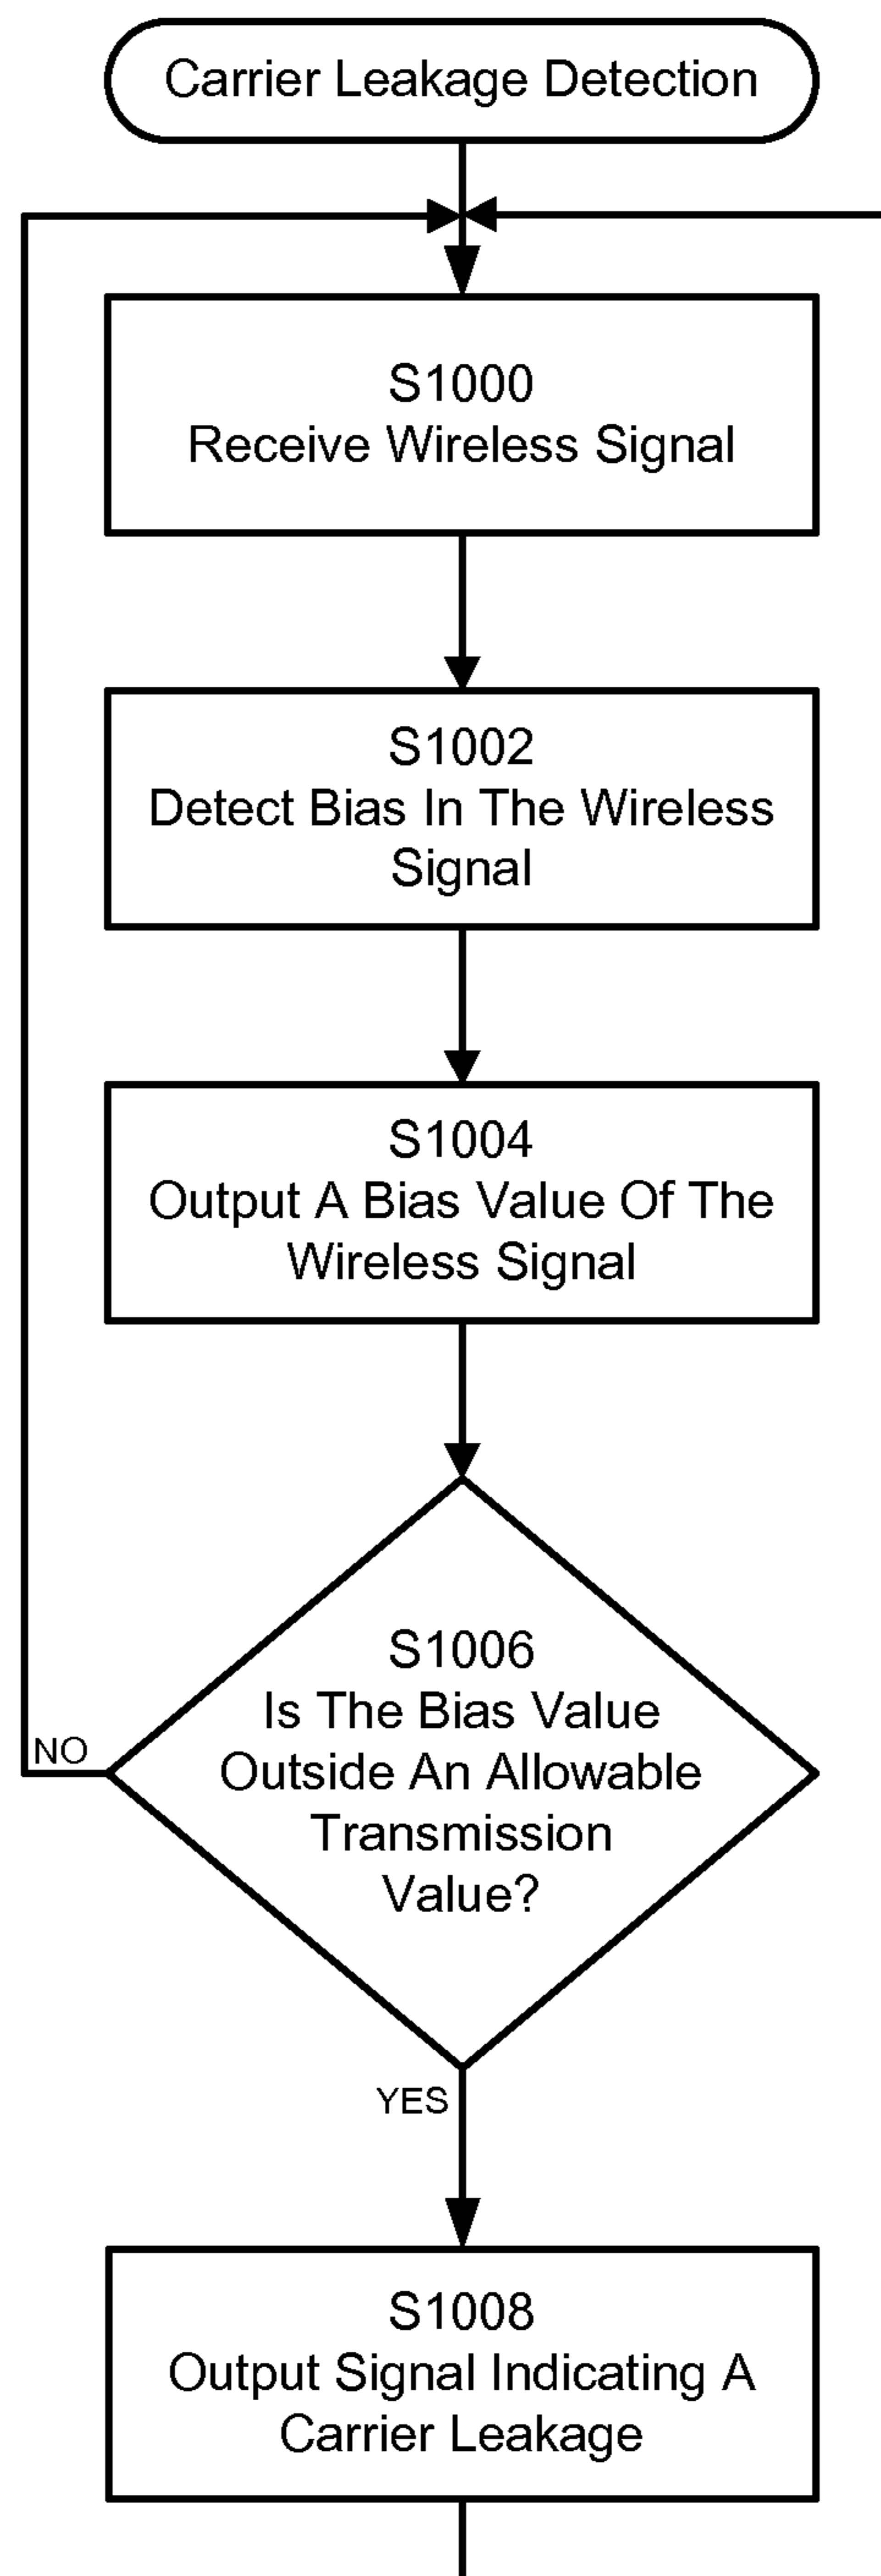 Carrier Leakage Detection
S1000
Receive Wireless Signal
S1002
Detect Bias In The Wireless
Signal
S1004
Output A Bias Value Of The
Wireless Signal
S1006
Is The Bias Value
Outside An Allowable
Transmission
Value?
NO
YES
S1008
Output Signal Indicating A
Carrier Leakage